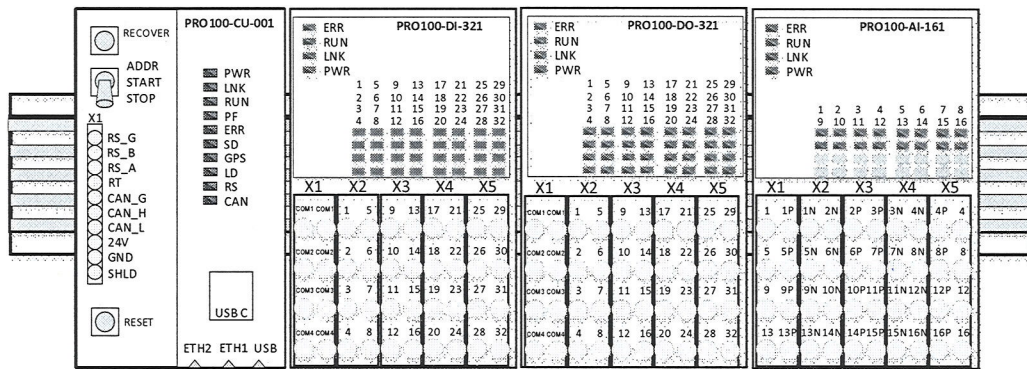 RECOVER
ADDR
START
STOP
X1
RS_G
RS_B
RS_A
RT
CAN_G
CAN_H
CAN_L
24V
GND
SHLD
RESET
PRO100-CU-001
PWR
LNK
RUN
PF
ERR
SD
GPS
LD
RS
CAN
USB C
ETH2 ETH1 USB
PRO100-DI-321
ERR
RUN
LNK
PWR
1 5 9 13 17 21 25 29
2 6 10 14 18 22 26 30
3 7 11 15 19 23 27 31
4 8 12 16 20 24 28 32
X1 X2 X3 X4 X5
COM1 COM1 1 5 9 13 17 21 25 29
COM2 COM2 2 6 10 14 18 22 26 30
COM3 COM3 3 7 11 15 19 23 27 31
COM4 COM4 4 8 12 16 20 24 28 32
PRO100-DO-321
ERR
RUN
LNK
PWR
1 5 9 13 17 21 25 29
2 6 10 14 18 22 26 30
3 7 11 15 19 23 27 31
4 8 12 16 20 24 28 32
X1 X2 X3 X4 X5
COM1 COM1 1 5 9 13 17 21 25 29
COM2 COM2 2 6 10 14 18 22 26 30
COM3 COM3 3 7 11 15 19 23 27 31
COM4 COM4 4 8 12 16 20 24 28 32
PRO100-AI-161
ERR
RUN
LNK
PWR
1 2 3 4 5 6 7 8
9 10 11 12 13 14 15 16
X1 X2 X3 X4 X5
1 1P 1N 2N 2P 3P 3N 4N 4P 4
5 5P 5N 6N 6P 7P 7N 8N 8P 8
9 9P 9N 10N 10P 11P 11N 12N 12P 12
13 13P 13N 14N 14P 15P 15N 16N 16P 16